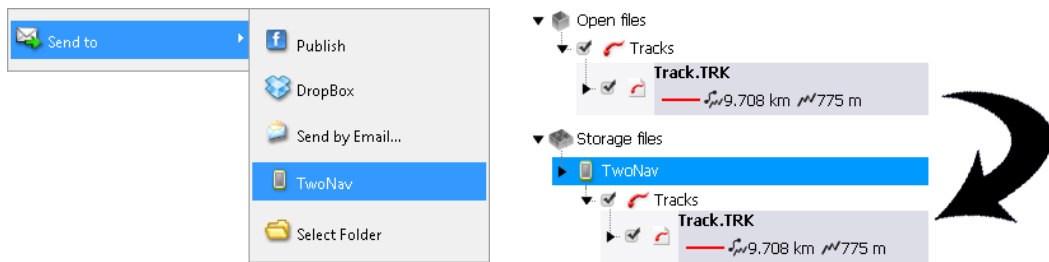 Send to
Publish
DropBox
Send by Email...
TwoNav
Select Folder
Open files
Tracks
Track.TRK
9.708 km 775 m
Storage files
TwoNav
Tracks
Track.TRK
9.708 km 775 m